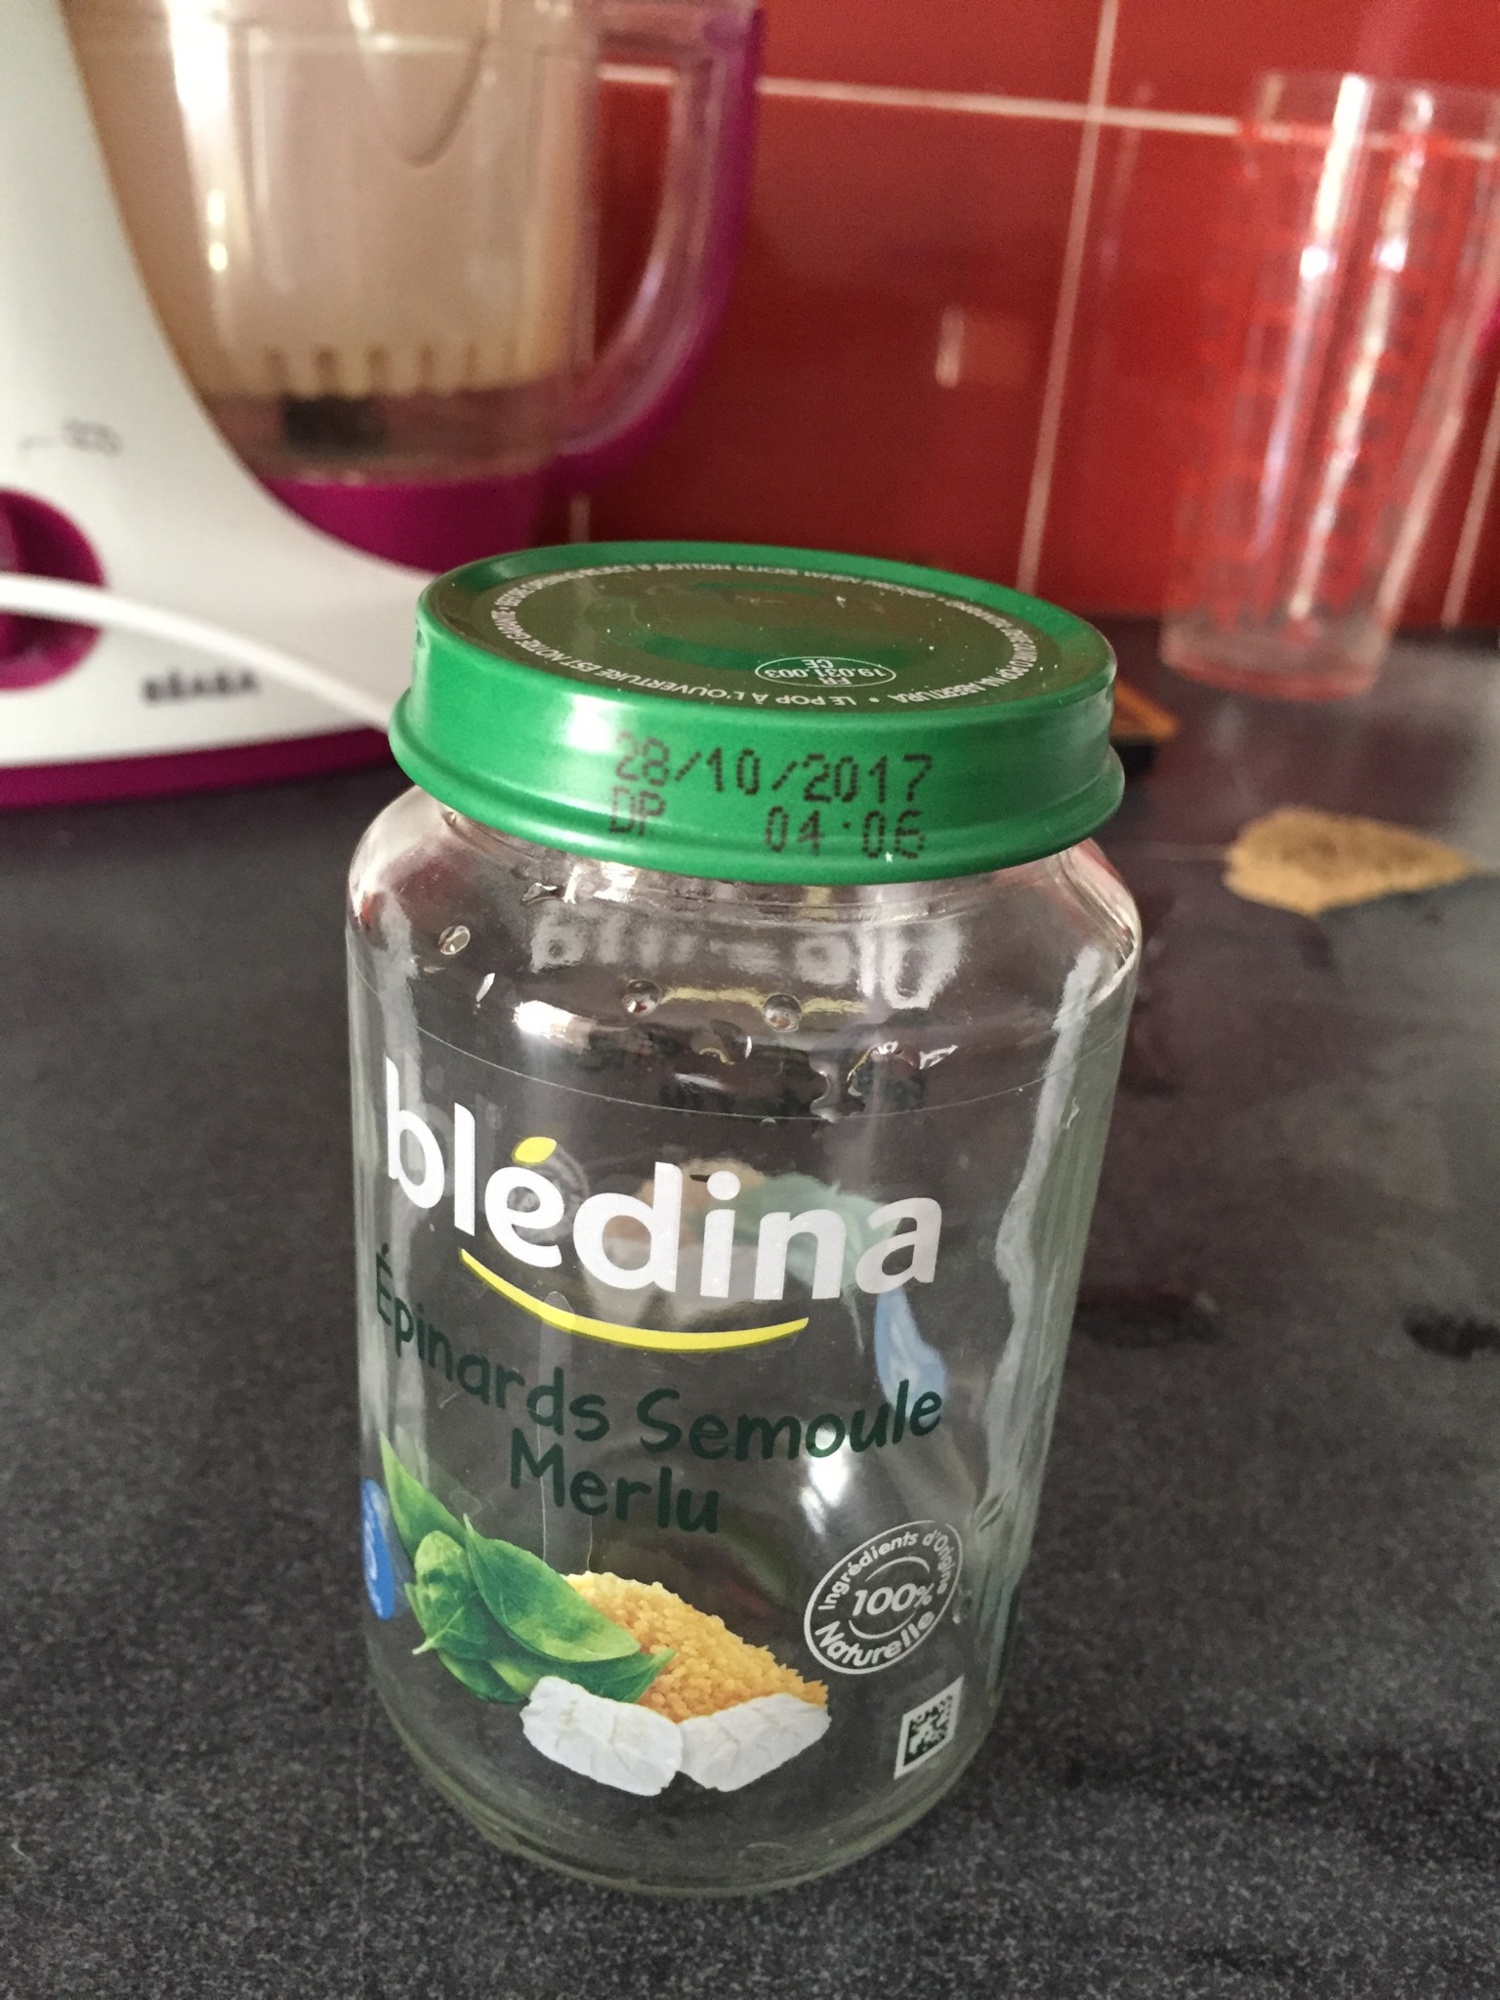 BÉABA
LE POP À L'OUVERTURE EST NOTRE GARANTIE
19.031.003
CE
28/10/2017
DP 04:06
blédina
Épinards Semoule
Merlu
Ingrédients d'Origine
100%
Naturelle